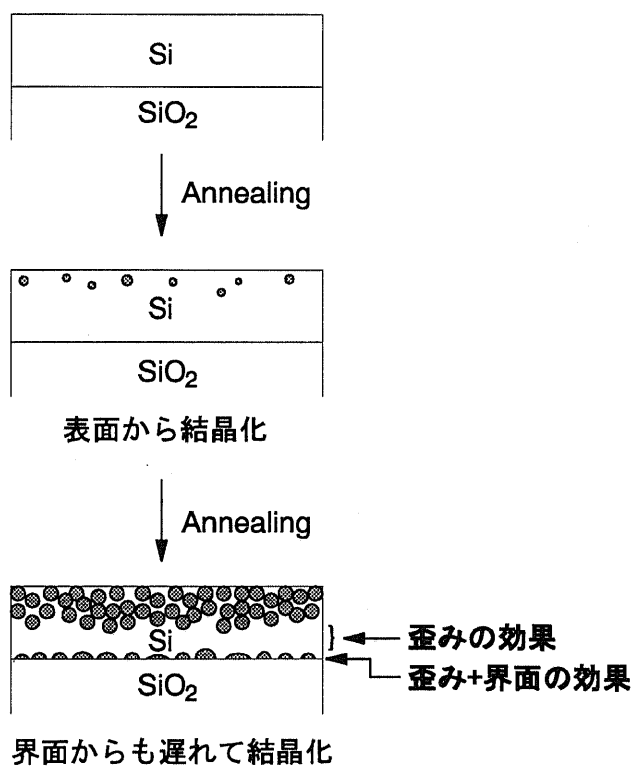 Si
SiO2
Annealing
Si
SiO2
表面から結晶化
Annealing
Si
歪みの効果
歪み+界面の効果
SiO2
界面からも遅れて結晶化